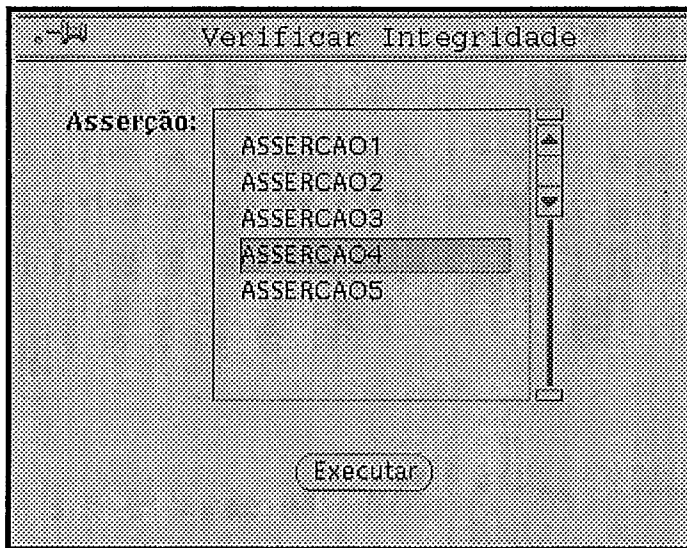 Verificar Integridade
Asserção:
ASSERCAO1
ASSERCAO2
ASSERCAO3
ASSERCAO4
ASSERCAO5
Executar